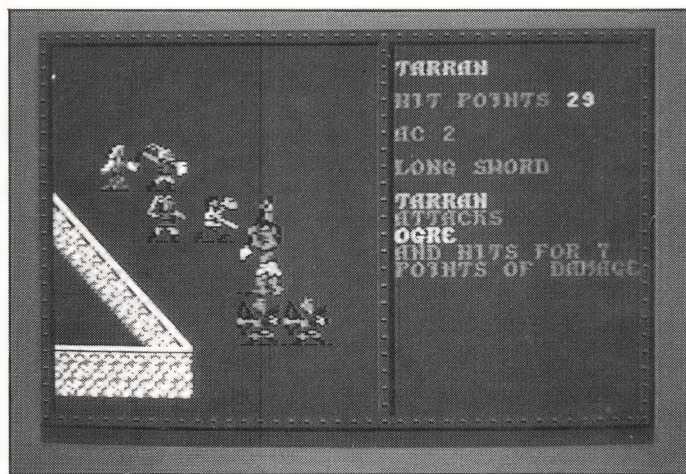 TARRAN
HIT POINTS 29
AC 2
LONG SWORD
TARRAN
ATTACKS
OGRE
AND HITS FOR 7
POINTS OF DAMAGE